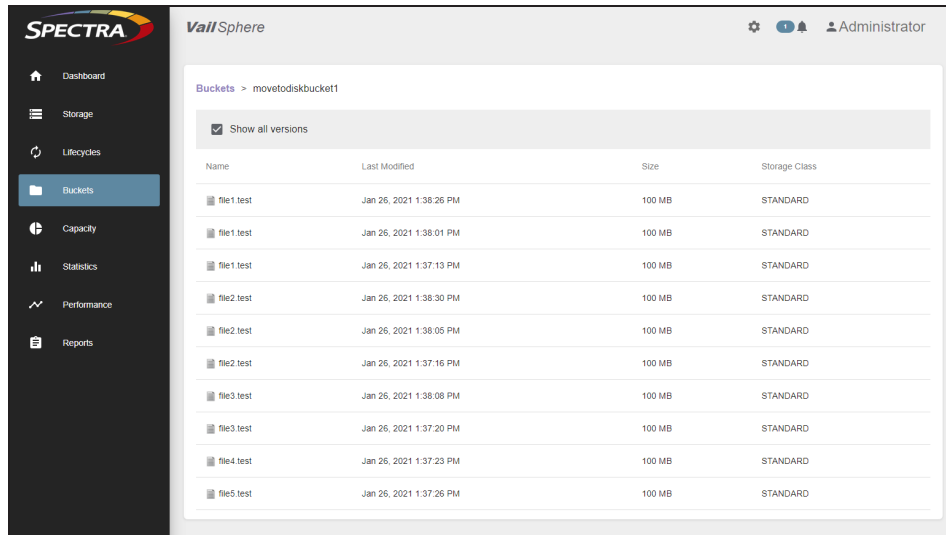 SPECTRA
Vail Sphere
1
Administrator
Dashboard
Storage
Lifecycles
Buckets
Capacity
Statistics
Performance
Reports
Buckets > movetodiskbucket1
Show all versions
Name Last Modified Size Storage Class
file1.test Jan 26, 2021 1:38:26 PM 100 MB STANDARD
file1.test Jan 26, 2021 1:38:01 PM 100 MB STANDARD
file1.test Jan 26, 2021 1:37:13 PM 100 MB STANDARD
file2.test Jan 26, 2021 1:38:30 PM 100 MB STANDARD
file2.test Jan 26, 2021 1:38:05 PM 100 MB STANDARD
file2.test Jan 26, 2021 1:37:16 PM 100 MB STANDARD
file3.test Jan 26, 2021 1:38:08 PM 100 MB STANDARD
file3.test Jan 26, 2021 1:37:20 PM 100 MB STANDARD
file4.test Jan 26, 2021 1:37:23 PM 100 MB STANDARD
file5.test Jan 26, 2021 1:37:26 PM 100 MB STANDARD